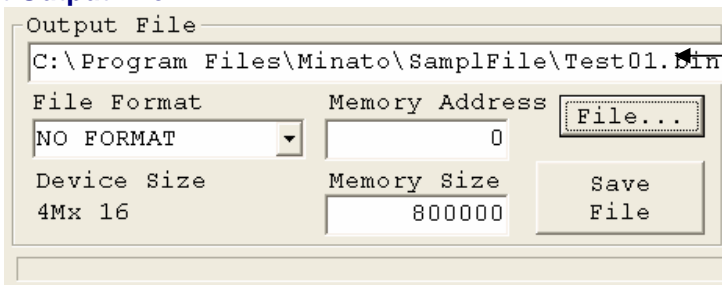 Output File
C:\Program Files\Minato\SamplFile\Test01.bin
File Format
Memory Address
File...
NO FORMAT
0
Device Size
Memory Size
Save File
4Mx 16
800000